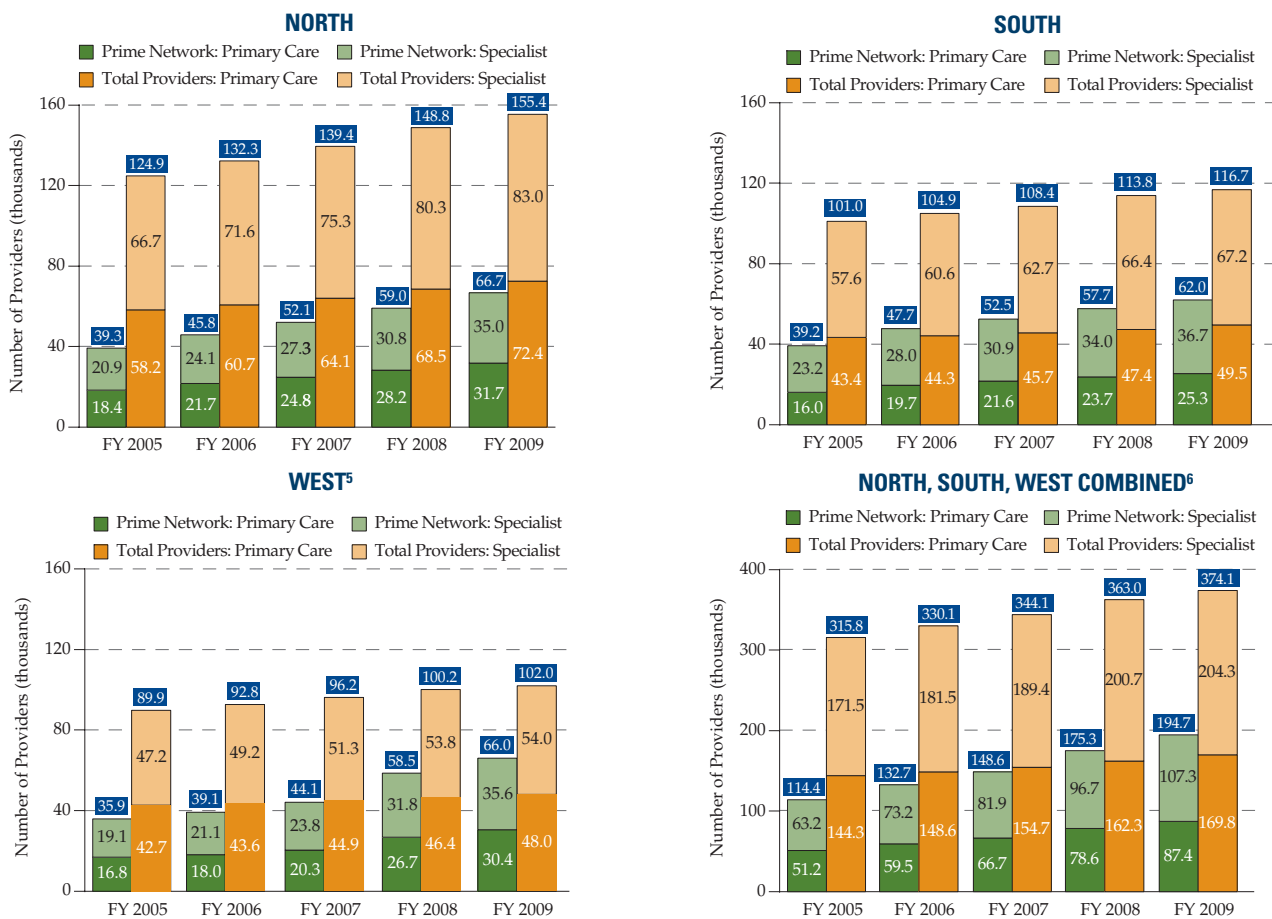 NORTH
Prime Network: Primary Care Prime Network: Specialist
Total Providers: Primary Care Total Providers: Specialist
Number of Providers (thousands)
160
120
80
40
0
39.3 124.9 45.8 132.3 52.1 139.4 59.0 148.8 66.7 155.4
20.9 66.7 24.1 71.6 27.3 75.3 30.8 80.3 35.0 83.0
18.4 58.2 21.7 60.7 24.8 64.1 28.2 68.5 31.7 72.4
FY 2005 FY 2006 FY 2007 FY 2008 FY 2009
SOUTH
Prime Network: Primary Care Prime Network: Specialist
Total Providers: Primary Care Total Providers: Specialist
Number of Providers (thousands)
160
120
80
40
0
39.2 101.0 47.7 104.9 52.5 108.4 57.7 113.8 62.0 116.7
23.2 57.6 28.0 60.6 30.9 62.7 34.0 66.4 36.7 67.2
16.0 43.4 19.7 44.3 21.6 45.7 23.7 47.4 25.3 49.5
FY 2005 FY 2006 FY 2007 FY 2008 FY 2009
WEST⁵
Prime Network: Primary Care Prime Network: Specialist
Total Providers: Primary Care Total Providers: Specialist
Number of Providers (thousands)
160
120
80
40
0
35.9 89.9 39.1 92.8 44.1 96.2 58.5 100.2 66.0 102.0
19.1 47.2 21.1 49.2 23.8 51.3 31.8 53.8 35.6 54.0
16.8 42.7 18.0 43.6 20.3 44.9 26.7 46.4 30.4 48.0
FY 2005 FY 2006 FY 2007 FY 2008 FY 2009
NORTH, SOUTH, WEST COMBINED⁶
Prime Network: Primary Care Prime Network: Specialist
Total Providers: Primary Care Total Providers: Specialist
Number of Providers (thousands)
400
300
200
100
0
114.4 315.8 132.7 330.1 148.6 344.1 175.3 363.0 194.7 374.1
63.2 171.5 73.2 181.5 81.9 189.4 96.7 200.7 107.3 204.3
51.2 144.3 59.5 148.6 66.7 154.7 78.6 162.3 87.4 169.8
FY 2005 FY 2006 FY 2007 FY 2008 FY 2009